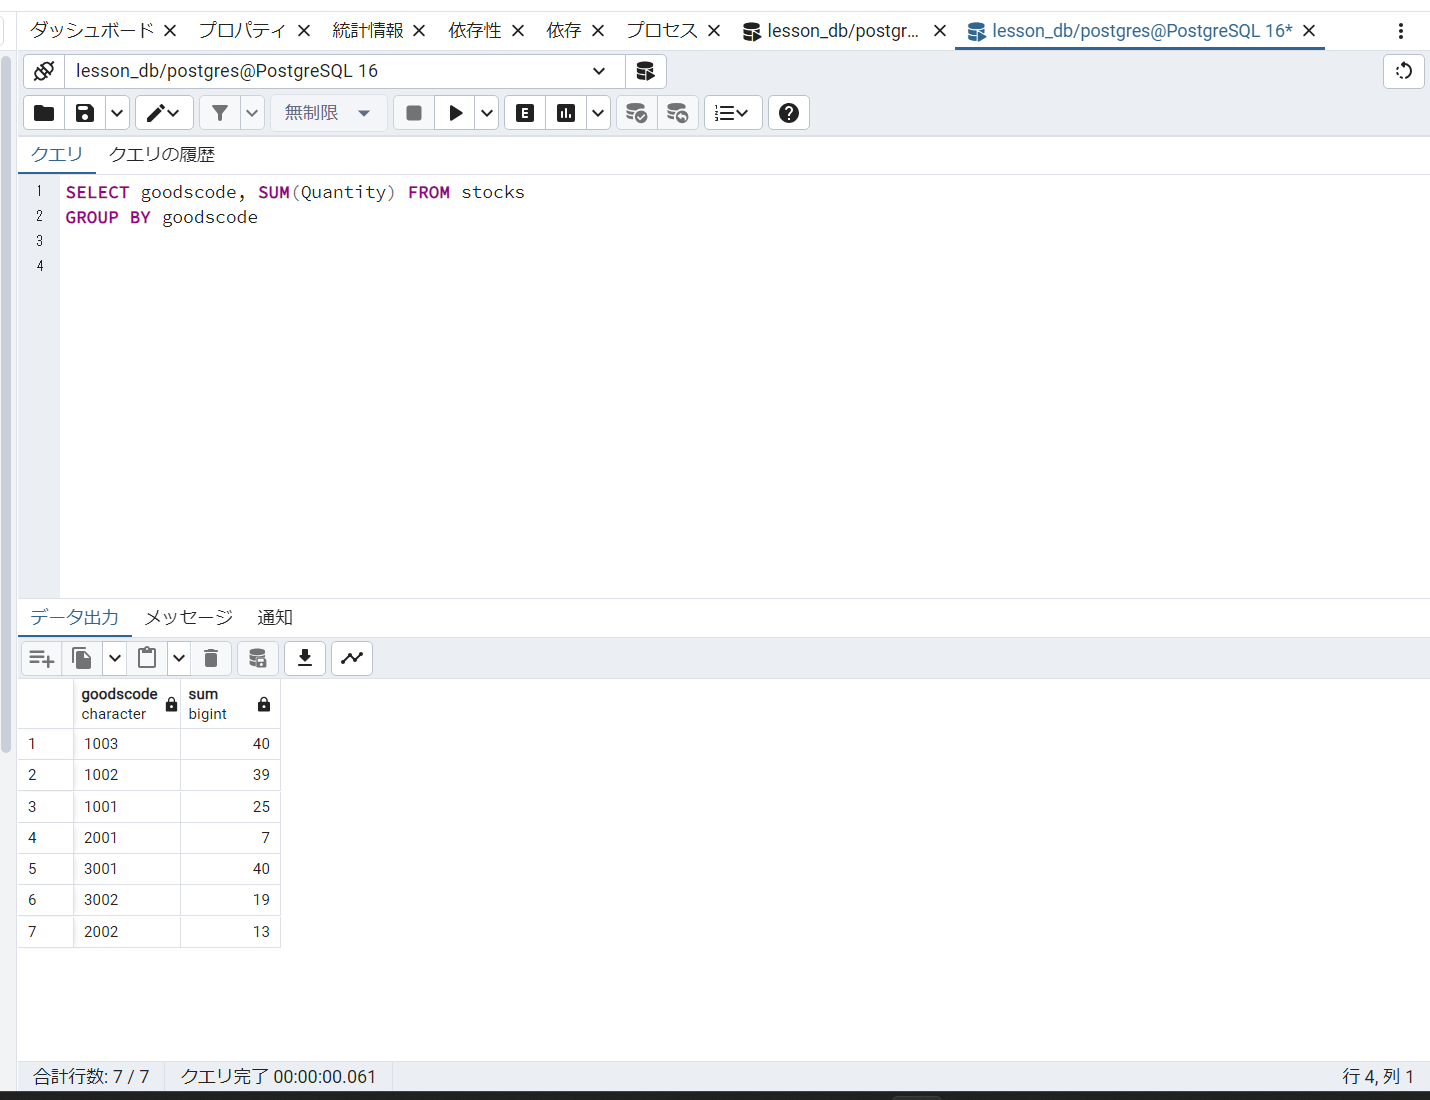 ダッシュボード プロパティ 統計情報 依存性 依存 プロセス lesson_db/postgr... lesson_db/postgres@PostgreSQL 16*
lesson_db/postgres@PostgreSQL 16
無制限 E
クエリ クエリの履歴
1 SELECT goodscode, SUM(Quantity) FROM stocks
2 GROUP BY goodscode
3
4
データ出力 メッセージ 通知
goodscode sum
character bigint
1 1003 40
2 1002 39
3 1001 25
4 2001 7
5 3001 40
6 3002 19
7 2002 13
合計行数: 7 / 7 クエリ完了 00:00:00.061 行 4, 列 1